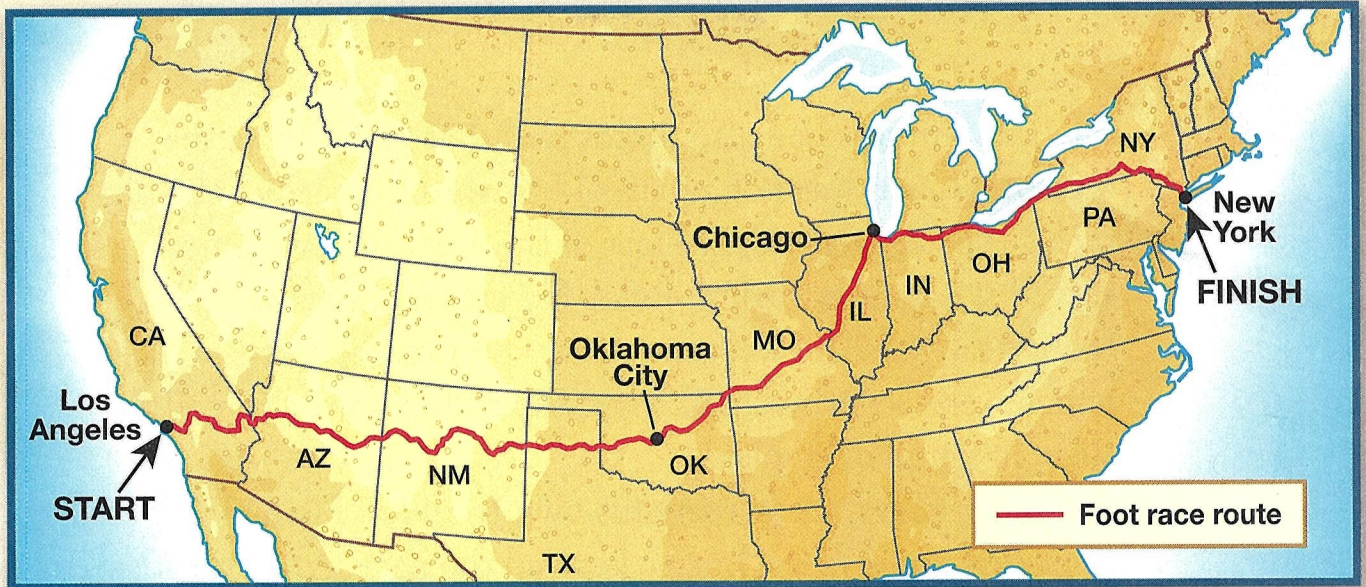 NY
New
York
FINISH
PA
Chicago
OH
IN
IL
MO
CA
Oklahoma
City
Los
Angeles
START
AZ
NM
OK
TX
Foot race route